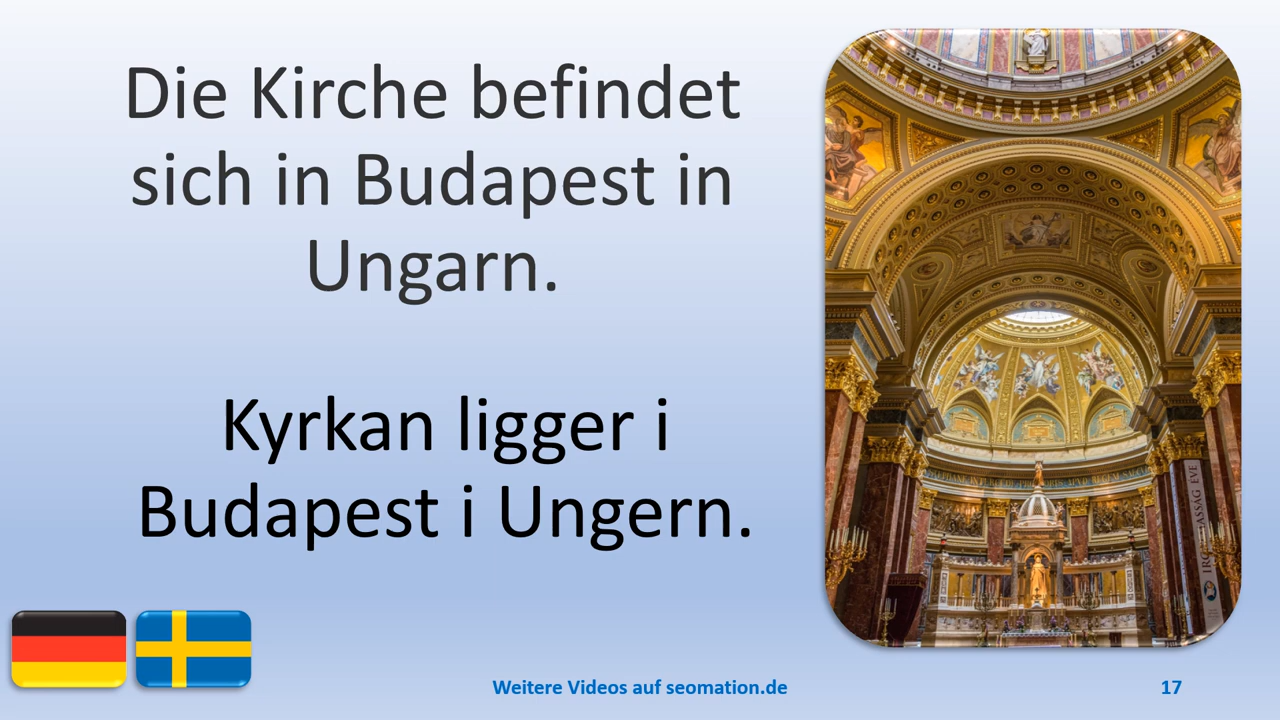 Die Kirche befindet
sich in Budapest in
Ungarn.
Kyrkan ligger i
Budapest i Ungern.
Weitere Videos auf seomation.de
17